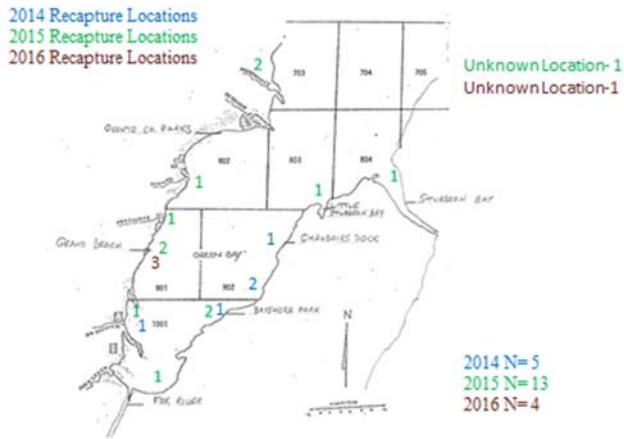 2014 Recapture Locations
2015 Recapture Locations
2016 Recapture Locations
2
703
704
705
Unknown Location- 1
Unknown Location-1
OCONTO CO. PARKS
802
803
804
1
1
1
LITTLE STURGEON BAY
STURGEON BAY
1
GRAND BEACH
2
3
GREEN BAY
1
CHAUDOIRS DOCK
901
902
2
1
1
1001
2
1
BAYSHORE PARK
N
1
FOX RIVER
2014 N= 5
2015 N= 13
2016 N= 4